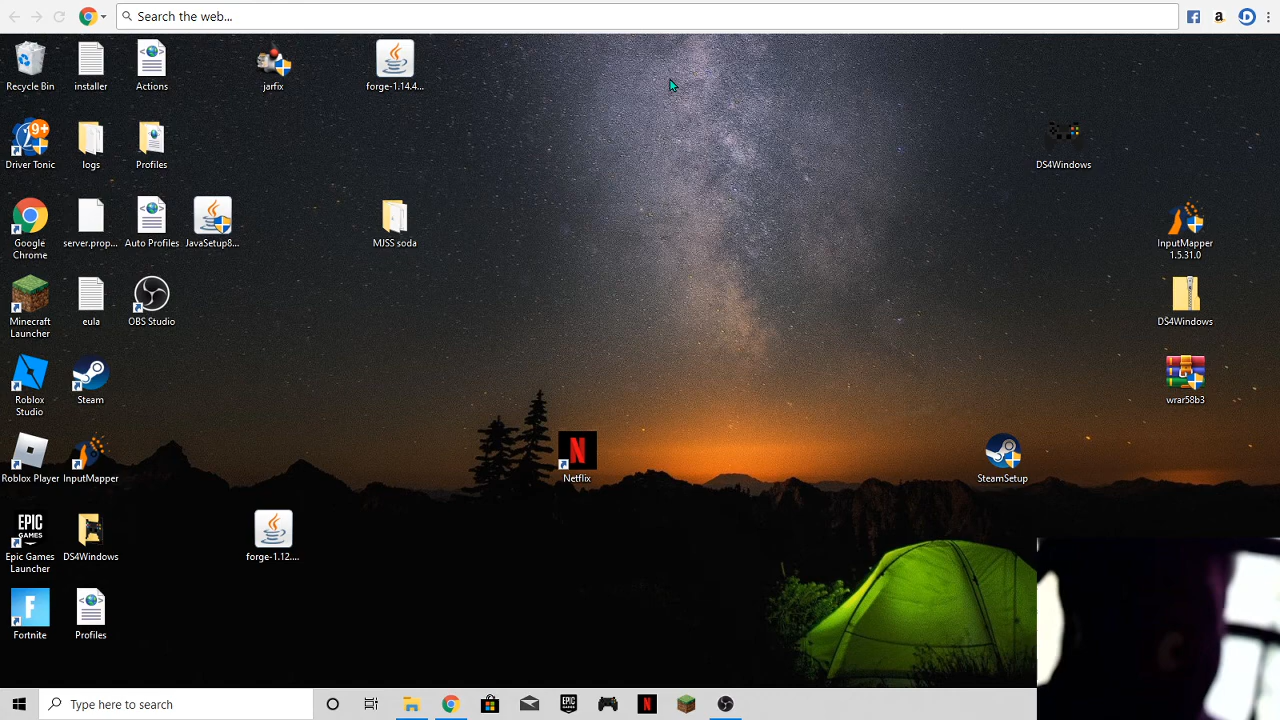 Search the web...
Recycle Bin
installer
Actions
jarfix
forge-1.14.4...
9+
Driver Tonic
logs
Profiles
DS4Windows
Google
Chrome
server.prop...
Auto Profiles
JavaSetup8...
MJSS soda
InputMapper
1.5.31.0
Minecraft
Launcher
eula
OBS Studio
DS4Windows
Roblox
Studio
Steam
wrar58b3
Roblox Player
InputMapper
N
Netflix
SteamSetup
EPIC
GAMES
Epic Games
Launcher
DS4Windows
forge-1.12....
F
Fortnite
Profiles
Type here to search